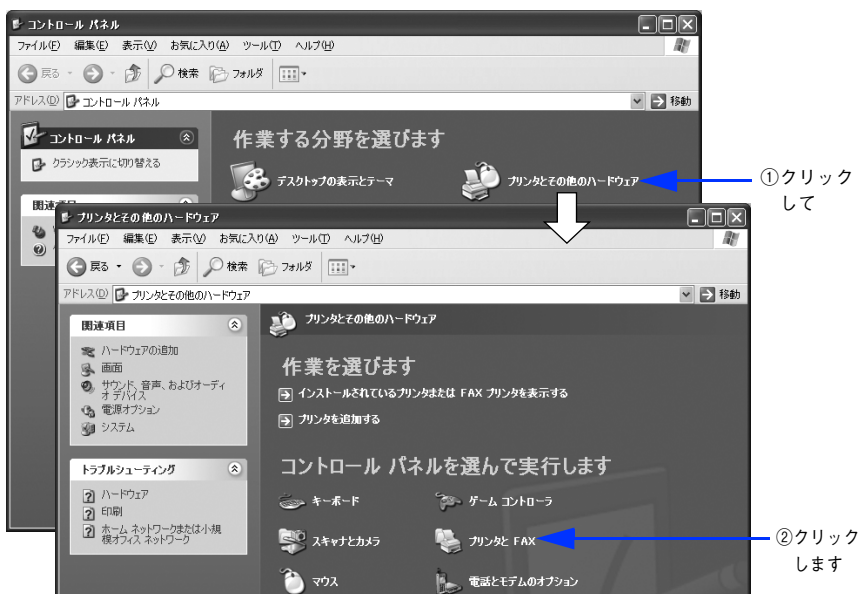 コントロール パネル
ファイル(F) 編集(E) 表示(V) お気に入り(A) ツール(T) ヘルプ(H)
戻る 検索 フォルダ
アドレス(D) コントロール パネル 移動
コントロール パネル
クラシック表示に切り替える
作業する分野を選びます
デスクトップの表示とテーマ
プリンタとその他のハードウェア
①クリック
して
プリンタとその他のハードウェア
ファイル(F) 編集(E) 表示(V) お気に入り(A) ツール(T) ヘルプ(H)
戻る 検索 フォルダ
アドレス(D) プリンタとその他のハードウェア 移動
関連項目
ハードウェアの追加
画面
サウンド、音声、およびオーディ
オ デバイス
電源オプション
システム
トラブルシューティング
ハードウェア
印刷
ホーム ネットワークまたは小規
模オフィス ネットワーク
プリンタとその他のハードウェア
作業を選びます
インストールされているプリンタまたは FAX プリンタを表示する
プリンタを追加する
コントロール パネルを選んで実行します
キーボード
ゲーム コントローラ
スキャナとカメラ
プリンタと FAX
マウス
電話とモデムのオプション
②クリック
します